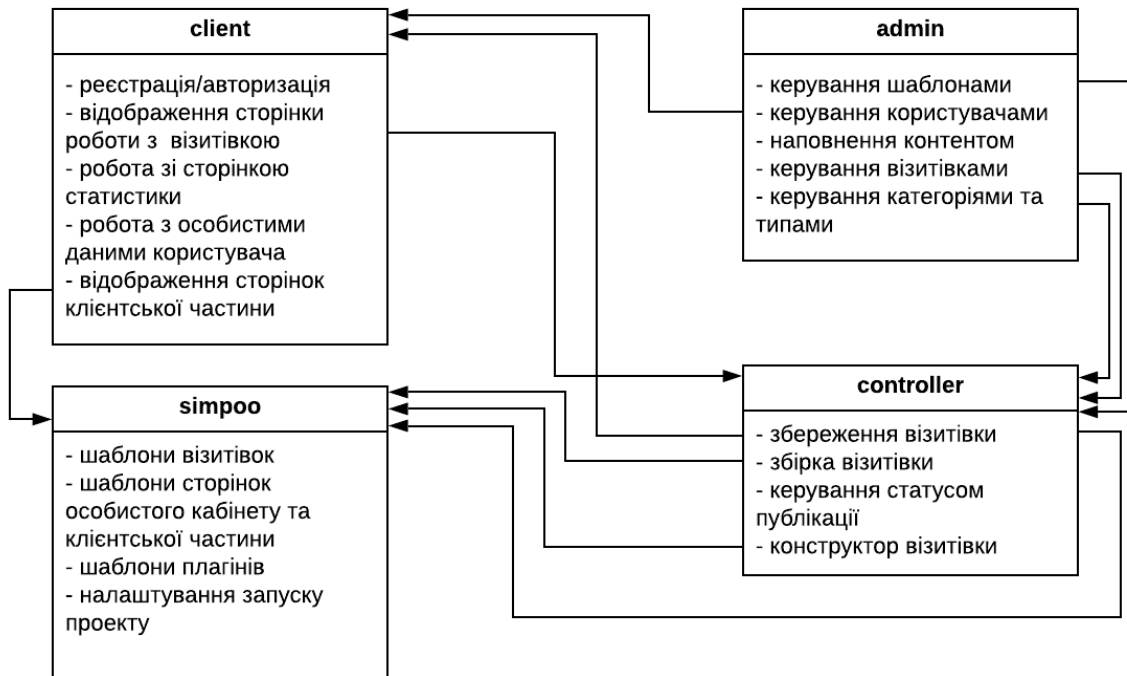 client
- реєстрація/авторизація
- відображення сторінки
роботи з візитівкою
- робота зі сторінкою
статистики
- робота з особистими
даними користувача
- відображення сторінок
клієнтської частини
admin
- керування шаблонами
- керування користувачами
- наповнення контентом
- керування візитівками
- керування категоріями та
типами
simpoo
- шаблони візитівок
- шаблони сторінок
особистого кабінету та
клієнтської частини
- шаблони плагінів
- налаштування запуску
проекту
controller
- збереження візитівки
- збірка візитівки
- керування статусом
публікації
- конструктор візитівки